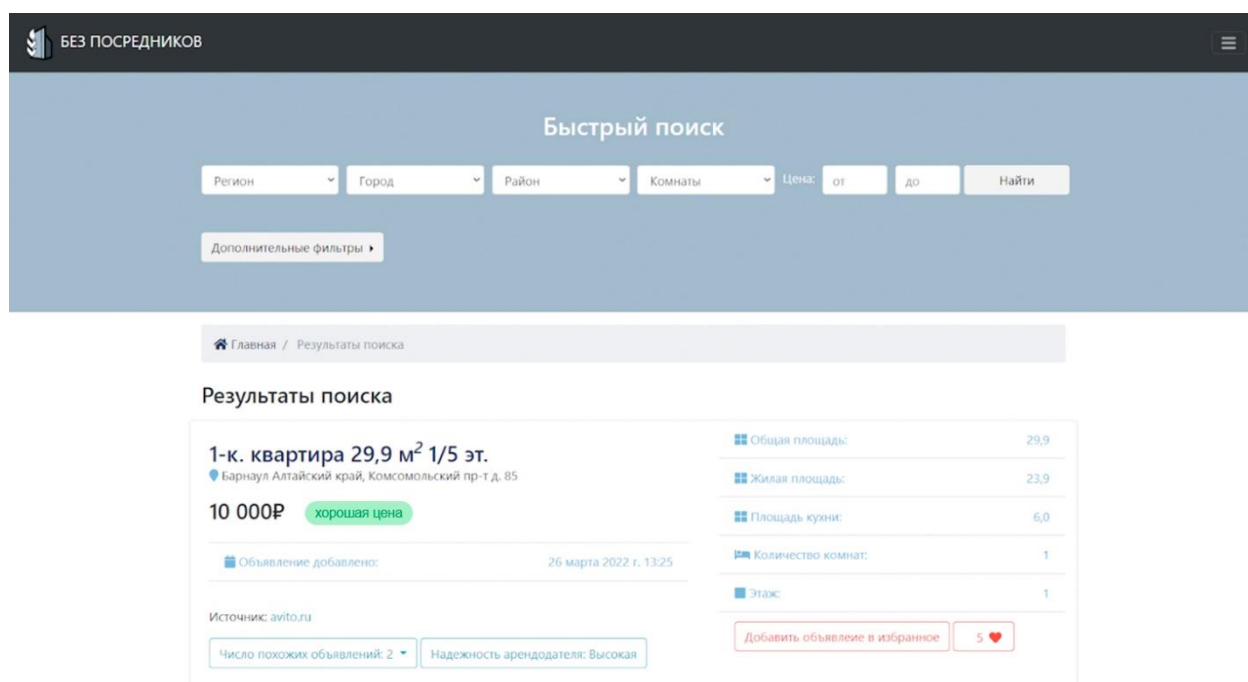 БЕЗ ПОСРЕДНИКОВ
Быстрый поиск
Регион Город Район Комнаты Цена: от до Найти
Дополнительные фильтры
Главная / Результаты поиска
Результаты поиска
1-к. квартира 29,9 м² 1/5 эт.
Барнаул Алтайский край, Комсомольский пр-т д. 85
10 000₽ хорошая цена
Объявление добавлено: 26 марта 2022 г. 13:25
Источник: avito.ru
Число похожих объявлений: 2 Надежность арендодателя: Высокая
Общая площадь: 29,9
Жилая площадь: 23,9
Площадь кухни: 6,0
Количество комнат: 1
Этаж: 1
Добавить объявлеие в избранное 5